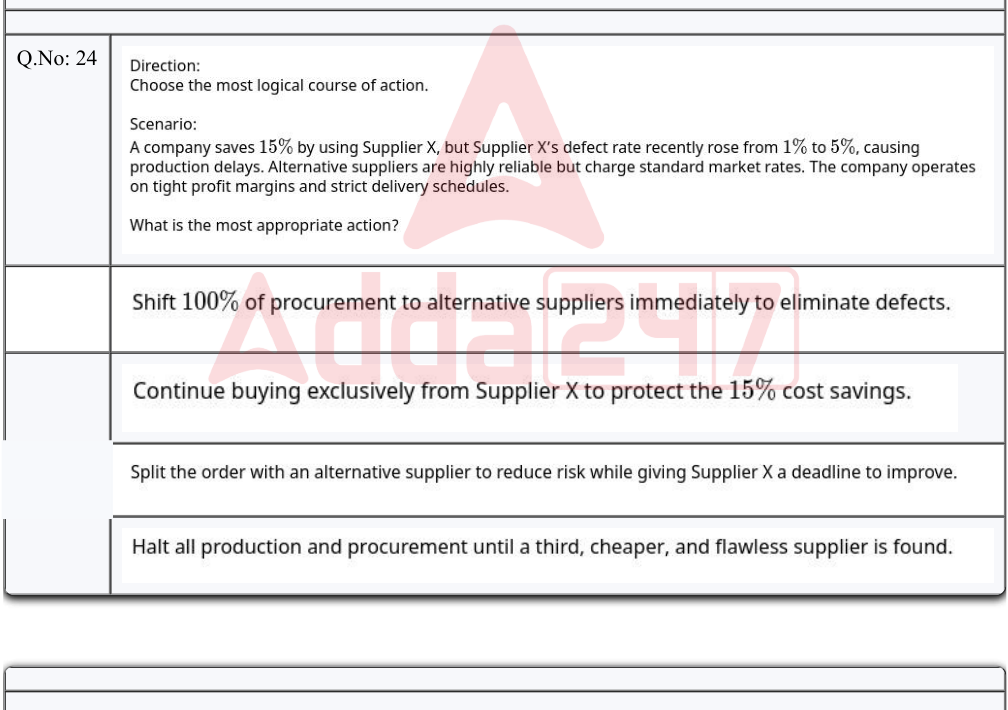 Q.No: 24
Direction:
Choose the most logical course of action.
Scenario:
A company saves 15% by using Supplier X, but Supplier X's defect rate recently rose from 1% to 5%, causing
production delays. Alternative suppliers are highly reliable but charge standard market rates. The company operates
on tight profit margins and strict delivery schedules.
What is the most appropriate action?
Shift 100% of procurement to alternative suppliers immediately to eliminate defects.
Adda247
Continue buying exclusively from Supplier X to protect the 15% cost savings.
Split the order with an alternative supplier to reduce risk while giving Supplier X a deadline to improve.
Halt all production and procurement until a third, cheaper, and flawless supplier is found.